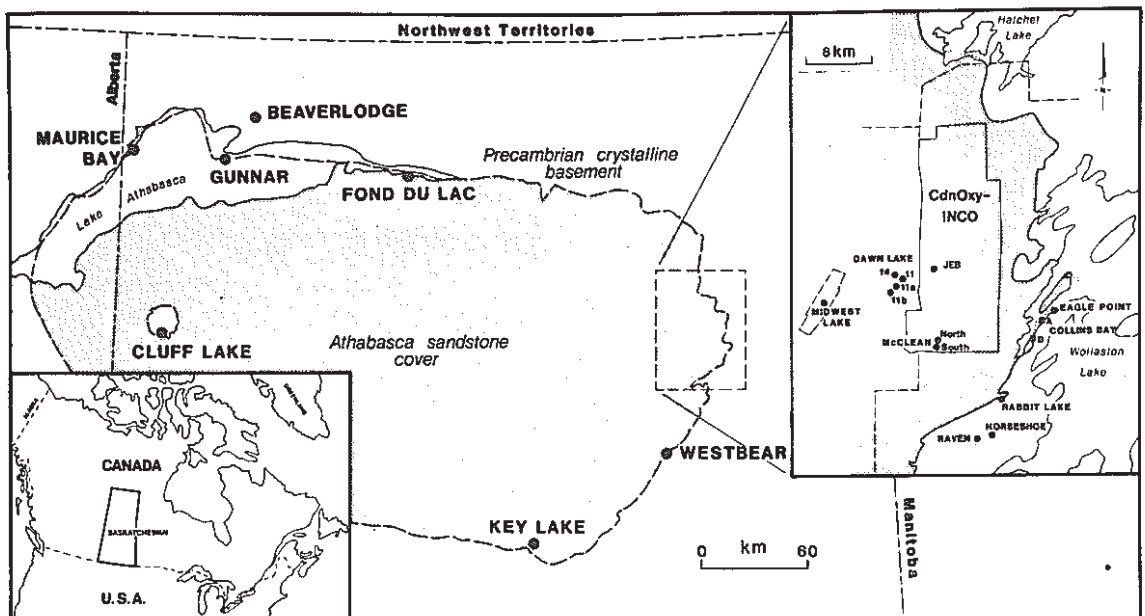 Northwest Territories
Alberta
BEAVERLODGE
MAURICE
BAY
GUNNAR
FOND DU LAC
Precambrian crystalline
basement
Lake Athabasca
CLUFF LAKE
Athabasca sandstone
cover
WESTBEAR
KEY LAKE
0 km 60
Manitoba
ALASKA
GREENLAND
CANADA
SASKATCHEWAN
U.S.A.
8km
Hatchet
Lake
N
CdnOxy-
INCO
DAWN LAKE
14 11
11a
11b
JEB
MIDWEST
LAKE
McCLEAN
North
South
EAGLE POINT
A
COLLINS BAY
B
Wollaston
Lake
RABBIT LAKE
HORSESHOE
RAVEN